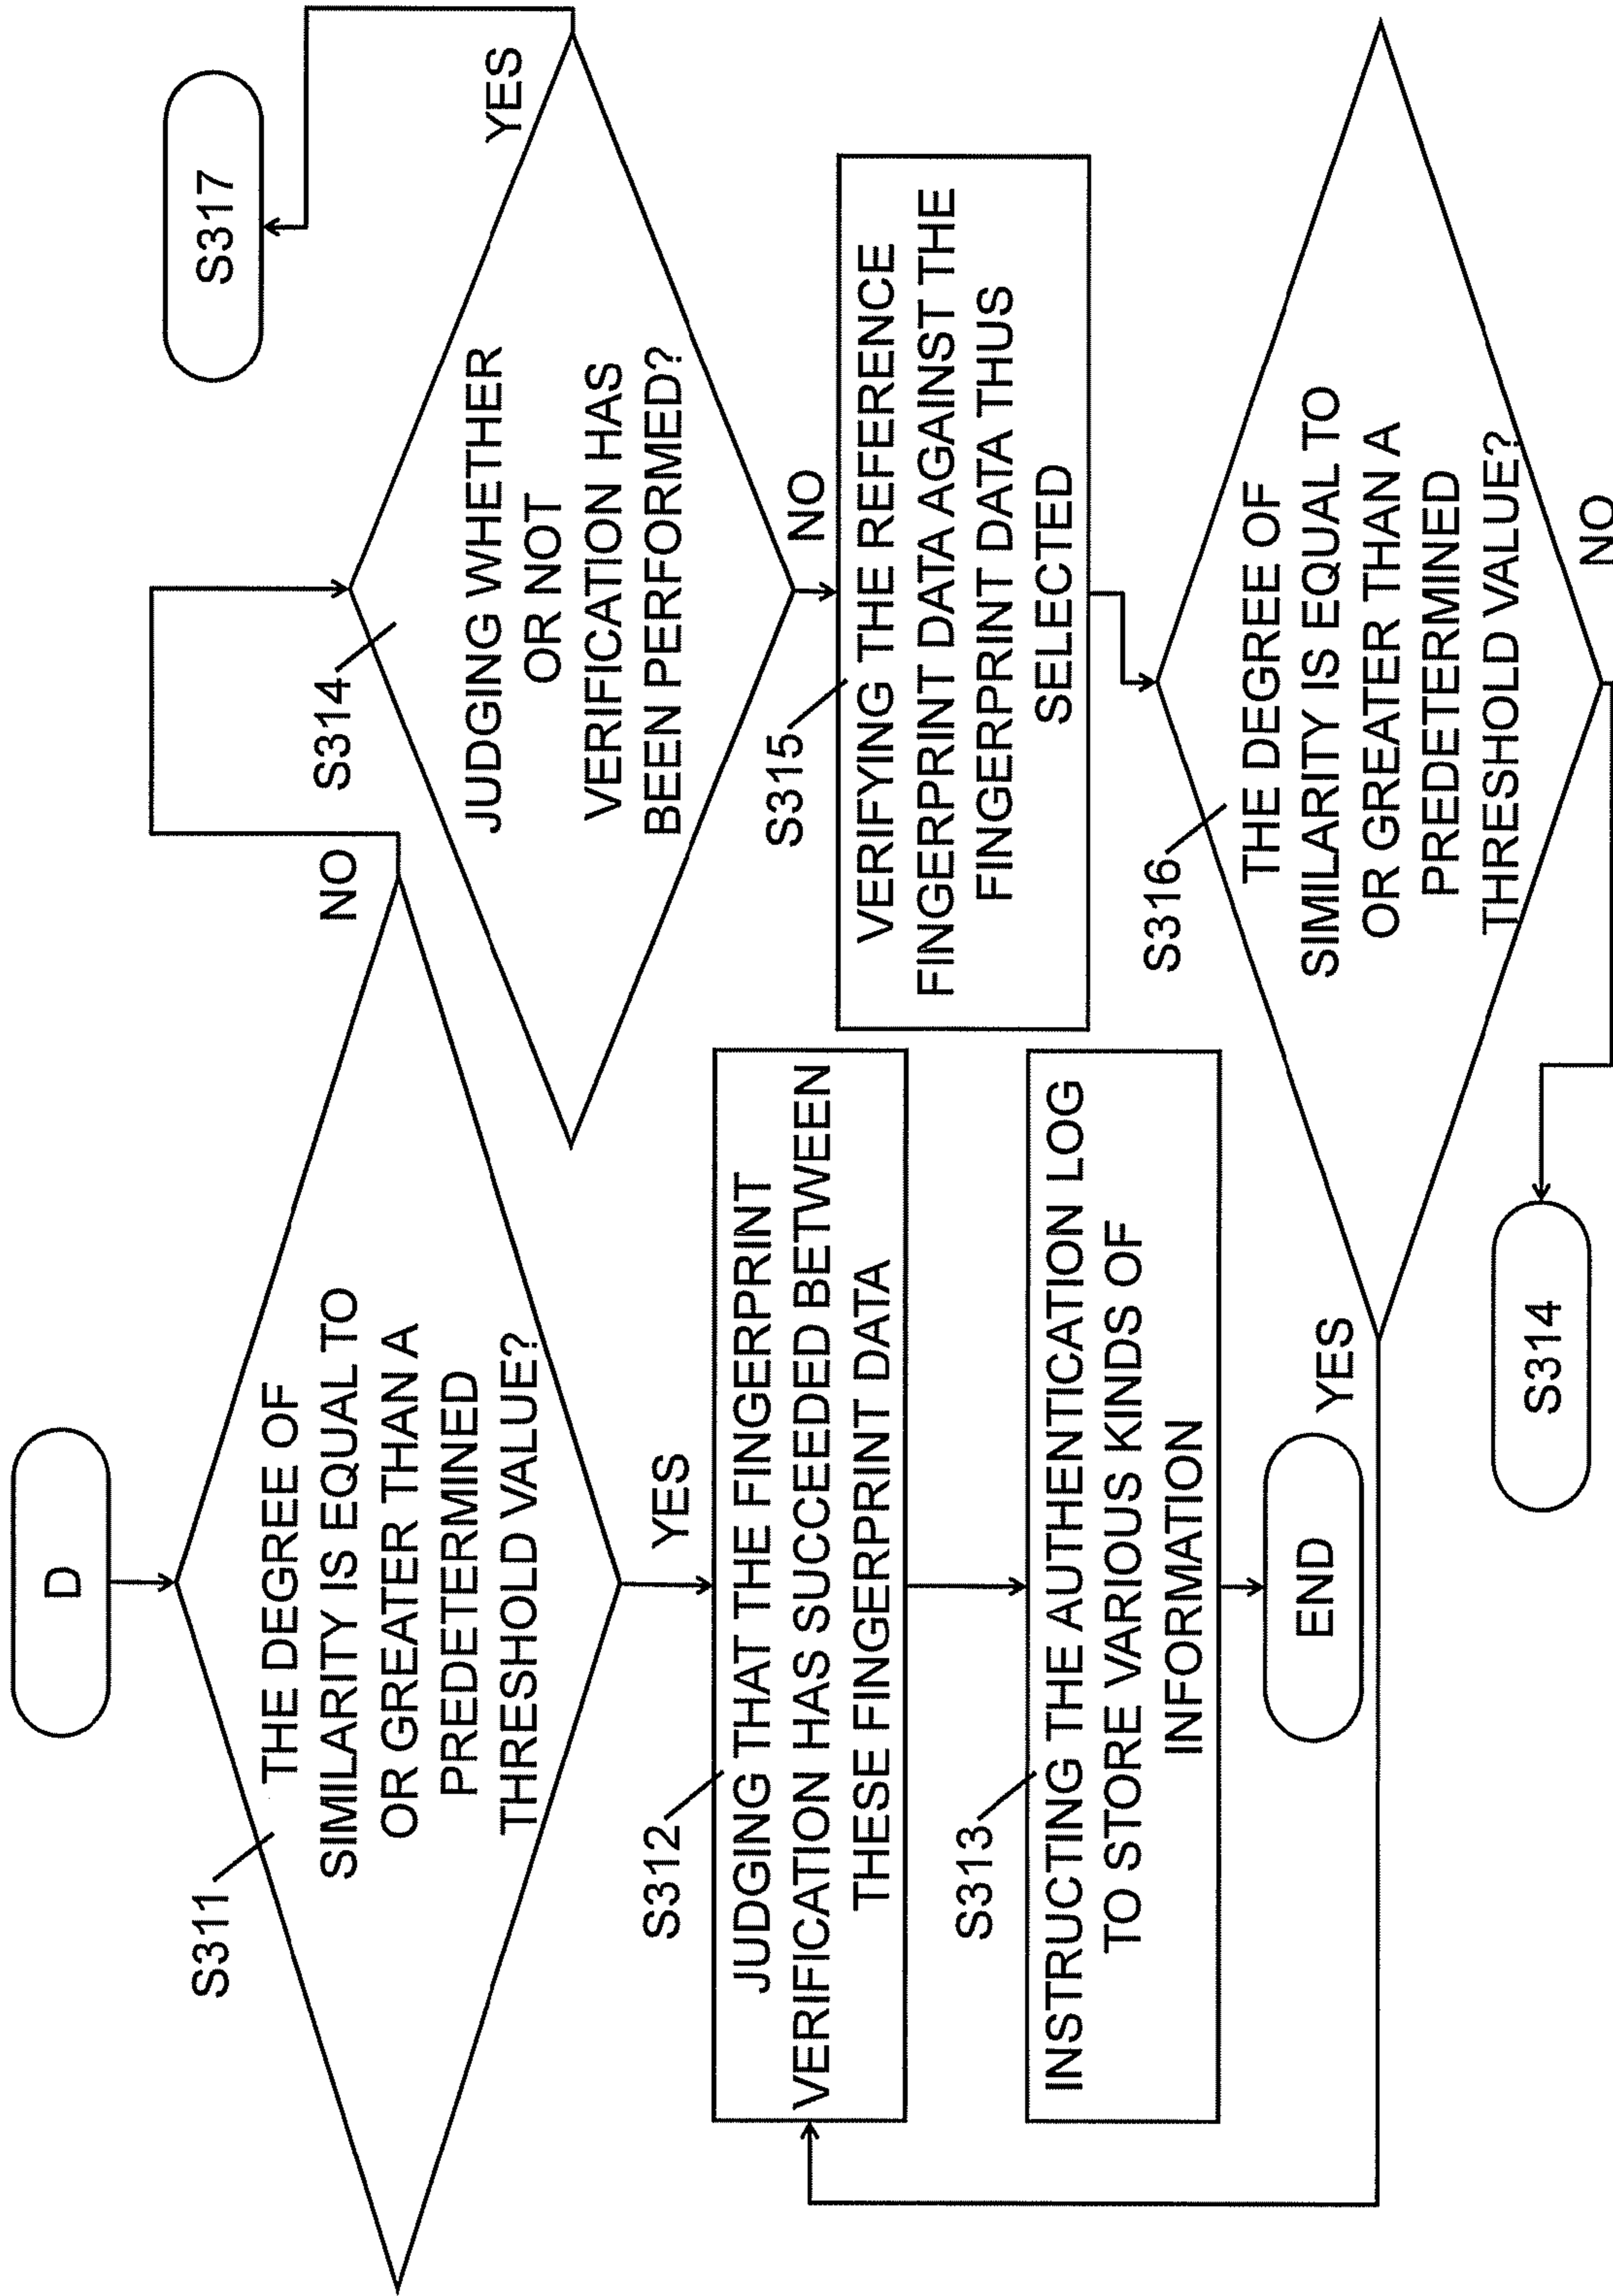 D
S311
THE DEGREE OF
SIMILARITY IS EQUAL TO
OR GREATER THAN A
PREDETERMINED
THRESHOLD VALUE?
NO
YES
S312
JUDGING THAT THE FINGERPRINT
VERIFICATION HAS SUCCEEDED BETWEEN
THESE FINGERPRINT DATA
S313
INSTRUCTING THE AUTHENTICATION LOG
TO STORE VARIOUS KINDS OF
INFORMATION
END
S317
S314
JUDGING WHETHER
OR NOT
VERIFICATION HAS
BEEN PERFORMED?
YES
NO
S315
VERIFYING THE REFERENCE
FINGERPRINT DATA AGAINST THE
FINGERPRINT DATA THUS
SELECTED
S316
THE DEGREE OF
SIMILARITY IS EQUAL TO
OR GREATER THAN A
PREDETERMINED
THRESHOLD VALUE?
YES
NO
S314